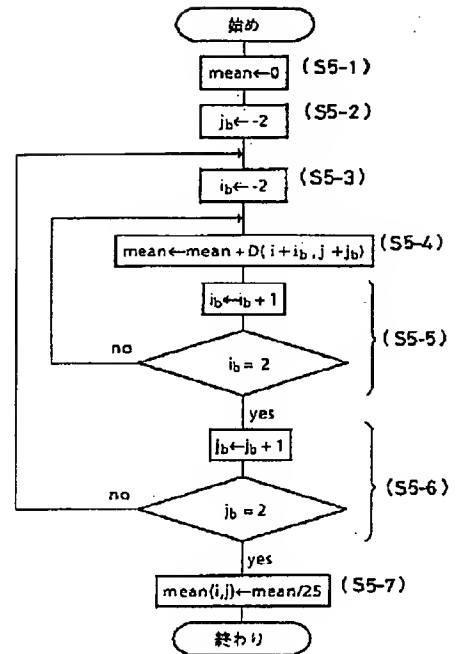 始め
mean←0 (S5-1)
jb←-2 (S5-2)
ib←-2 (S5-3)
mean←mean+D(i+ib,j+jb) (S5-4)
ib←ib+1
(S5-5)
no
ib=2
yes
jb←jb+1
(S5-6)
no
jb=2
yes
mean(i,j)←mean/25 (S5-7)
終わり